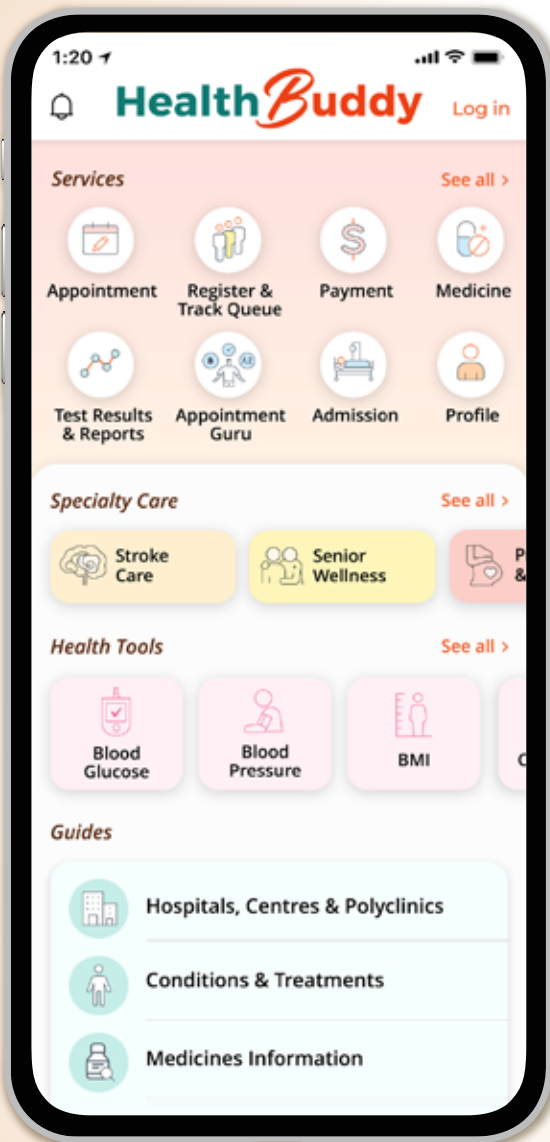 1:20
HealthBuddy
Log in
Services
See all >
Appointment
Register &
Track Queue
Payment
Medicine
Test Results
& Reports
Appointment
Guru
Admission
Profile
Specialty Care
See all >
Stroke
Care
Senior
Wellness
P
&
Health Tools
See all >
Blood
Glucose
Blood
Pressure
BMI
C
Guides
Hospitals, Centres & Polyclinics
Conditions & Treatments
Medicines Information